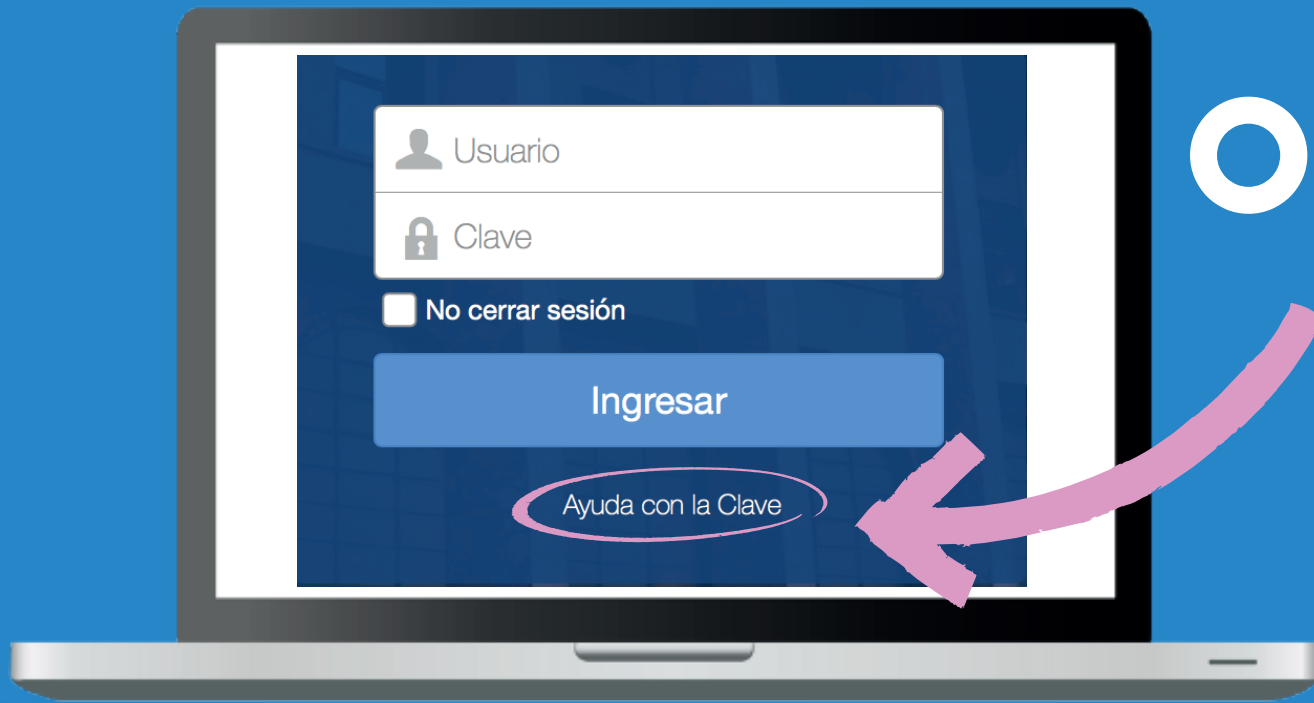 Usuario
Clave
No cerrar sesión
Ingresar
Ayuda con la Clave